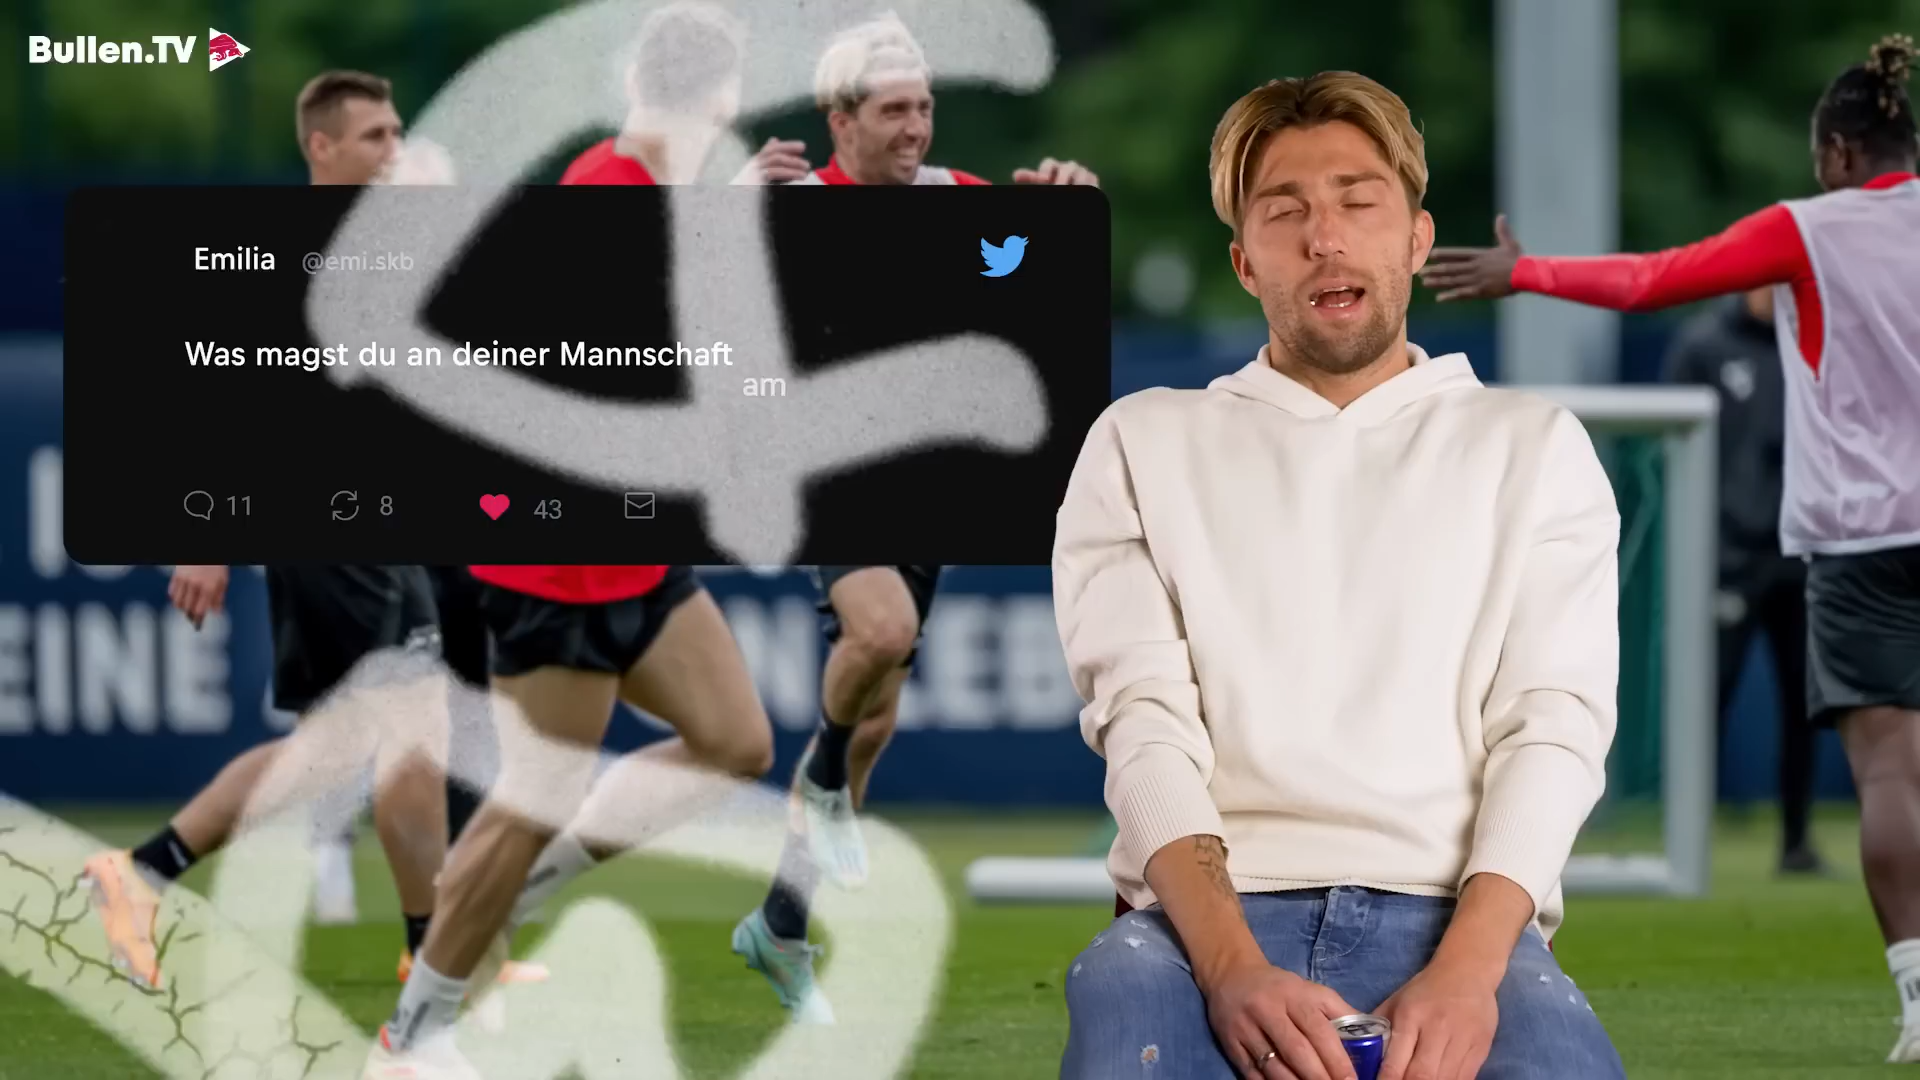 Bullen.TV
Emilia @emi.skb
Was magst du an deiner Mannschaft
am
11 8 43
EINE